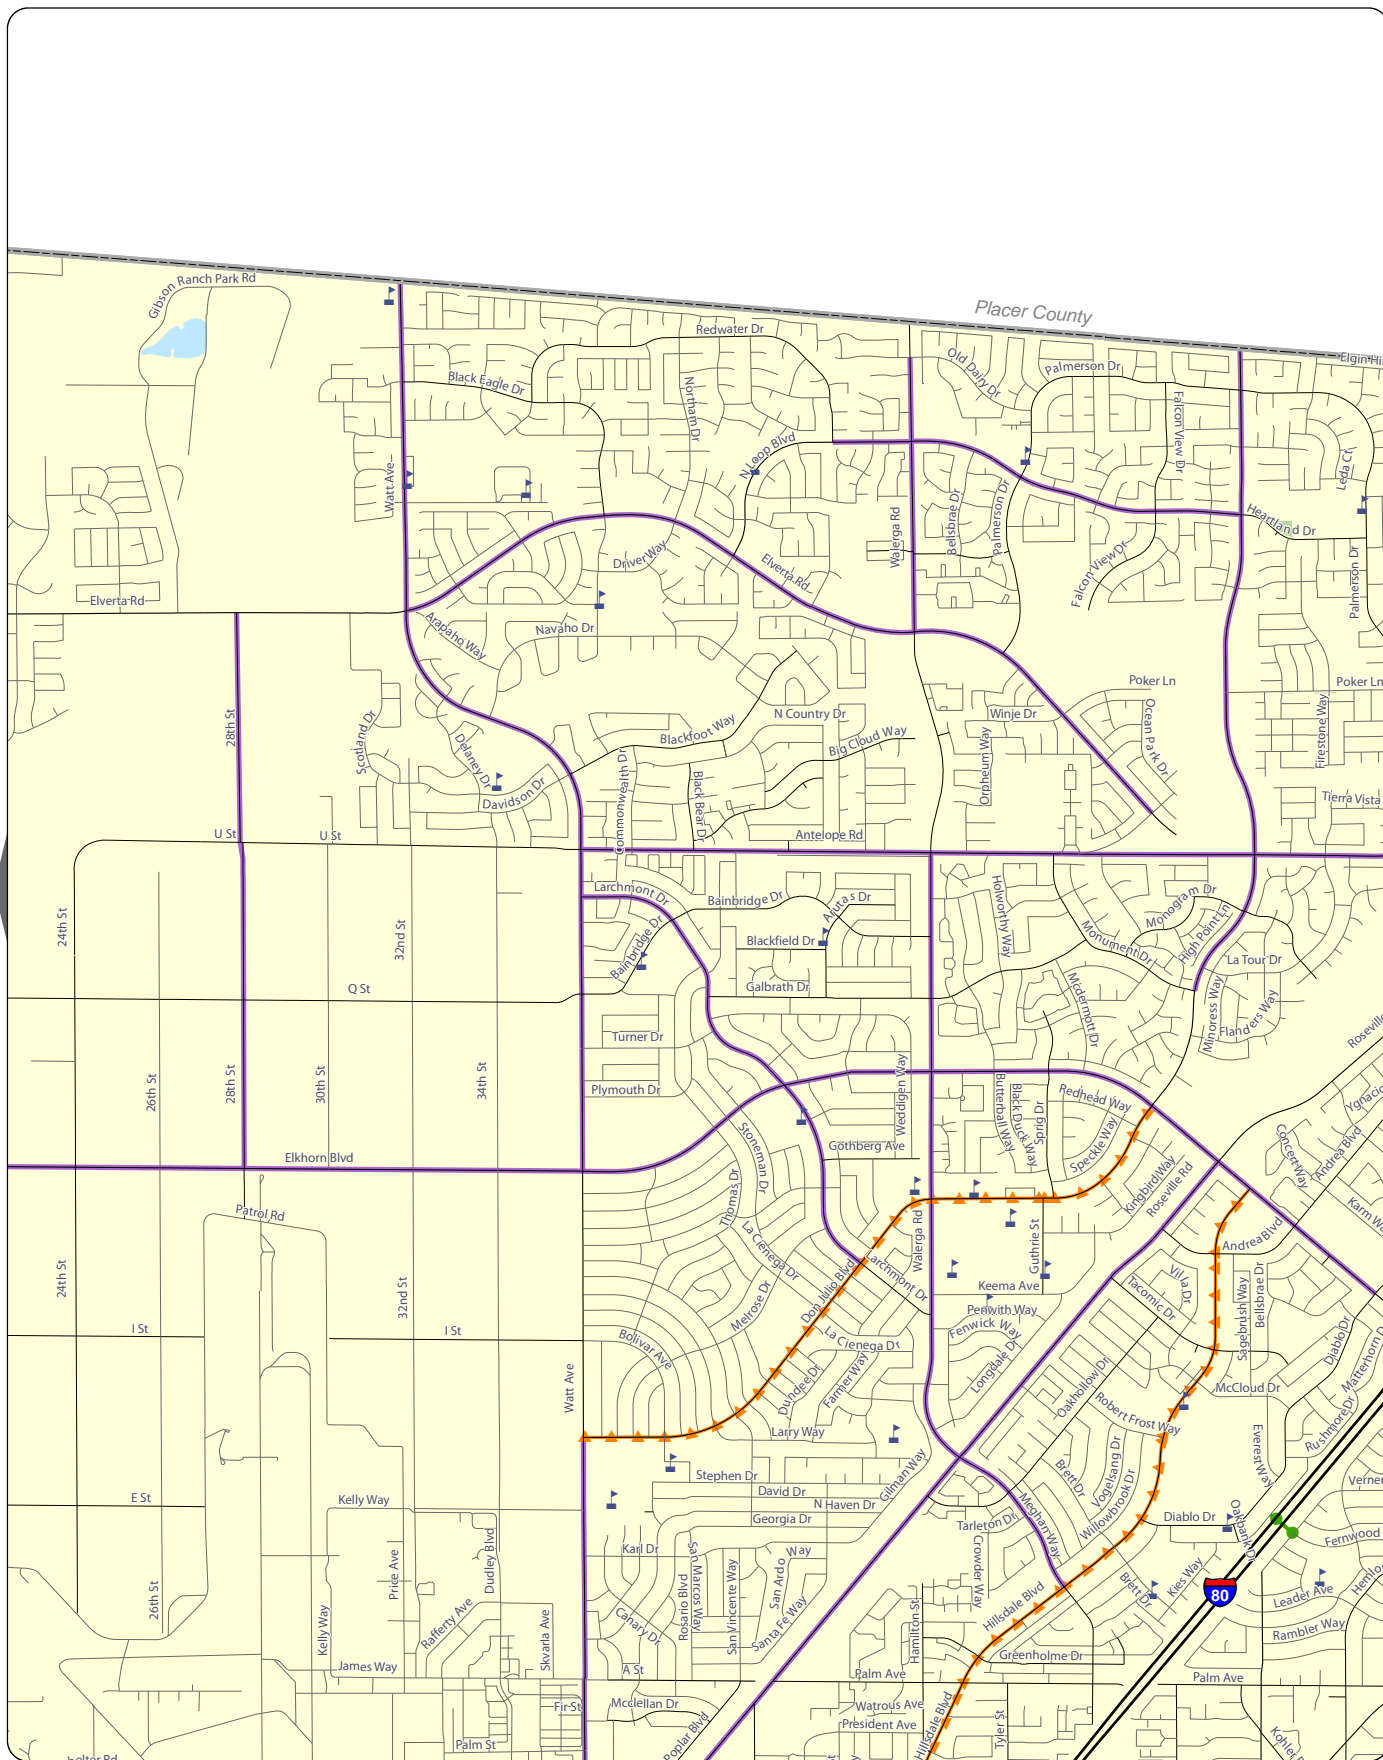 Placer County
Gibson Ranch Park Rd
Redwater Dr
Elgin Hi
Old Dairy Dr
Palmerson Dr
Black Eagle Dr
Northam Dr
Falcon View Dr
N Loop Blvd
Leda Ct
Watt Ave
Walerga Rd
Bellsbrae Dr
Palmerson Dr
Heartland Dr
Driver Way
Elverta Rd
Falcon View Dr
Palmerson Dr
Elverta Rd
Arapaho Way
Navaho Dr
Poker Ln
Poker Ln
28th St
Scotland Dr
Delaney Dr
Blackfoot Way
N Country Dr
Big Cloud Way
Winje Dr
Orpheum Way
Ocean Park Dr
Firestone Way
Davidson Dr
Commonwealth Dr
Black Bear Dr
Tierra Vista
U St
U St
Antelope Rd
Larchmont Dr
Bainbridge Dr
Arutas Dr
Holworthy Way
Monogram Dr
24th St
32nd St
Bainbridge Dr
Blackfield Dr
Monument Dr
High Point Ln
La Tour Dr
Q St
Galbrath Dr
Mcdermott Dr
Minoress Way
Flanders Way
Roseville
Turner Dr
26th St
28th St
30th St
34th St
Plymouth Dr
Weddigen Way
Butterball Way
Black Duck Way
Sprig Dr
Redhead Way
Ygnacio
Stoneman Dr
Gothberg Ave
Speckle Way
Concert Way
Andrea Blvd
Elkhorn Blvd
Thomas Dr
Kingbird Way
Roseville Rd
Karm Wa
Patrol Rd
La Cienega Dr
Walerga Rd
Guthrie St
Andrea Blvd
24th St
32nd St
Don Julio Blvd
Larchmont Dr
Keema Ave
Villa Dr
Tacomic Dr
Sagebrush Way
Bellsbrae Dr
Melrose Dr
Penwith Way
Fenwick Way
I St
I St
Bolivar Ave
La Cienega Dr
Longdale Dr
Diablo Dr
Matterhorn D
Watt Ave
Dundee Dr
Farmer Way
Oakhollow Dr
McCloud Dr
Robert Frost Way
Larry Way
Rushmore Dr
Everest Way
Stephen Dr
Gilman Way
Brett Dr
Vogelsang Dr
Verner
David Dr
E St
Kelly Way
N Haven Dr
Georgia Dr
Tarleton Dr
Meghan Way
Willowbrook Dr
Diablo Dr
Oakbank Dr
Fernwood
Karl Dr
San Marcos Way
Way
San Ardo
Crowder Way
Price Ave
Dudley Blvd
Brett Dr
Kies Way
80
Leader Ave
Hemlo
26th St
Rosario Blvd
San Vincente Way
Santa Fe Way
Hillsdale Blvd
Kelly Way
Rafferty Ave
Skvarla Ave
Canary Dr
Hamilton St
Rambler Way
James Way
A St
Palm Ave
Greenholme Dr
Palm Ave
Fir St
Mcclellan Dr
Watrous Ave
President Ave
Hillsdale Blvd
Tyler St
Palm St
Poplar Blvd
Kohler
belter Rd